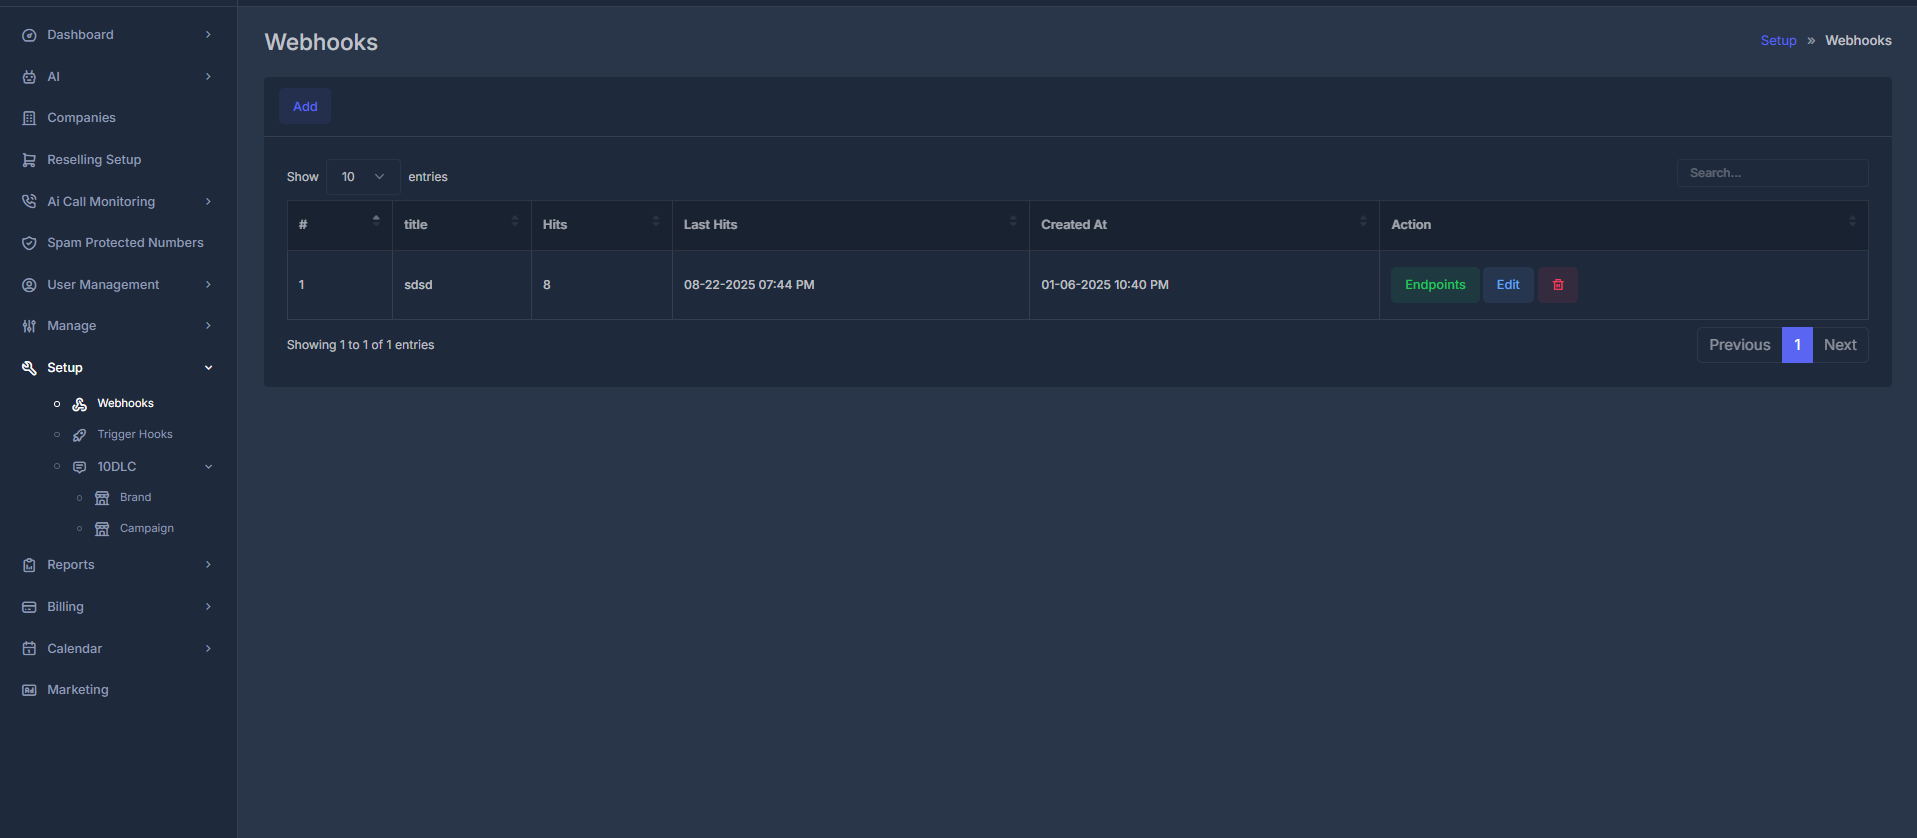 Dashboard
AI
Companies
Reselling Setup
Ai Call Monitoring
Spam Protected Numbers
User Management
Manage
Setup
Webhooks
Trigger Hooks
10DLC
Brand
Campaign
Reports
Billing
Calendar
Marketing
Webhooks
Setup » Webhooks
Add
Show 10 entries
Search...
# title Hits Last Hits Created At Action
1 sdsd 8 08-22-2025 07:44 PM 01-06-2025 10:40 PM Endpoints Edit
Showing 1 to 1 of 1 entries
Previous 1 Next